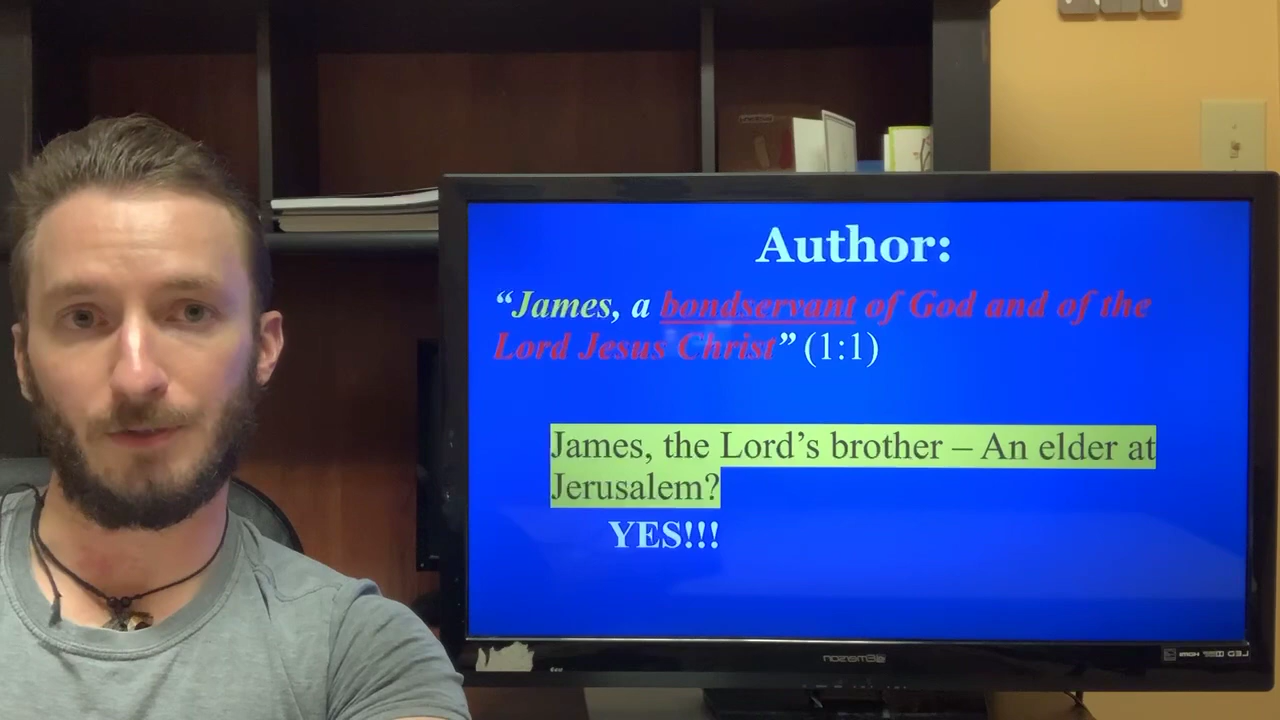 Author:
“James, a bondservant of God and of the
Lord Jesus Christ” (1:1)
James, the Lord’s brother – An elder at
Jerusalem?
YES!!!